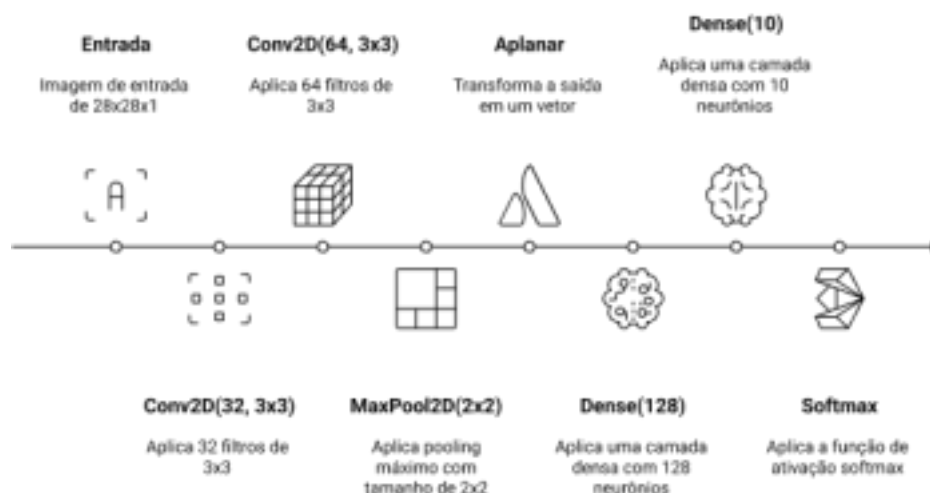 Entrada
Imagem de entrada
de 28x28x1
Conv2D(64, 3x3)
Aplica 64 filtros de
3x3
Aplanar
Transforma a saída
em um vetor
Dense(10)
Aplica uma camada
densa com 10
neurônios
A
Conv2D(32, 3x3)
Aplica 32 filtros de
3x3
MaxPool2D(2x2)
Aplica pooling
máximo com
tamanho de 2x2
Dense(128)
Aplica uma camada
densa com 128
neurônios
Softmax
Aplica a função de
ativação softmax